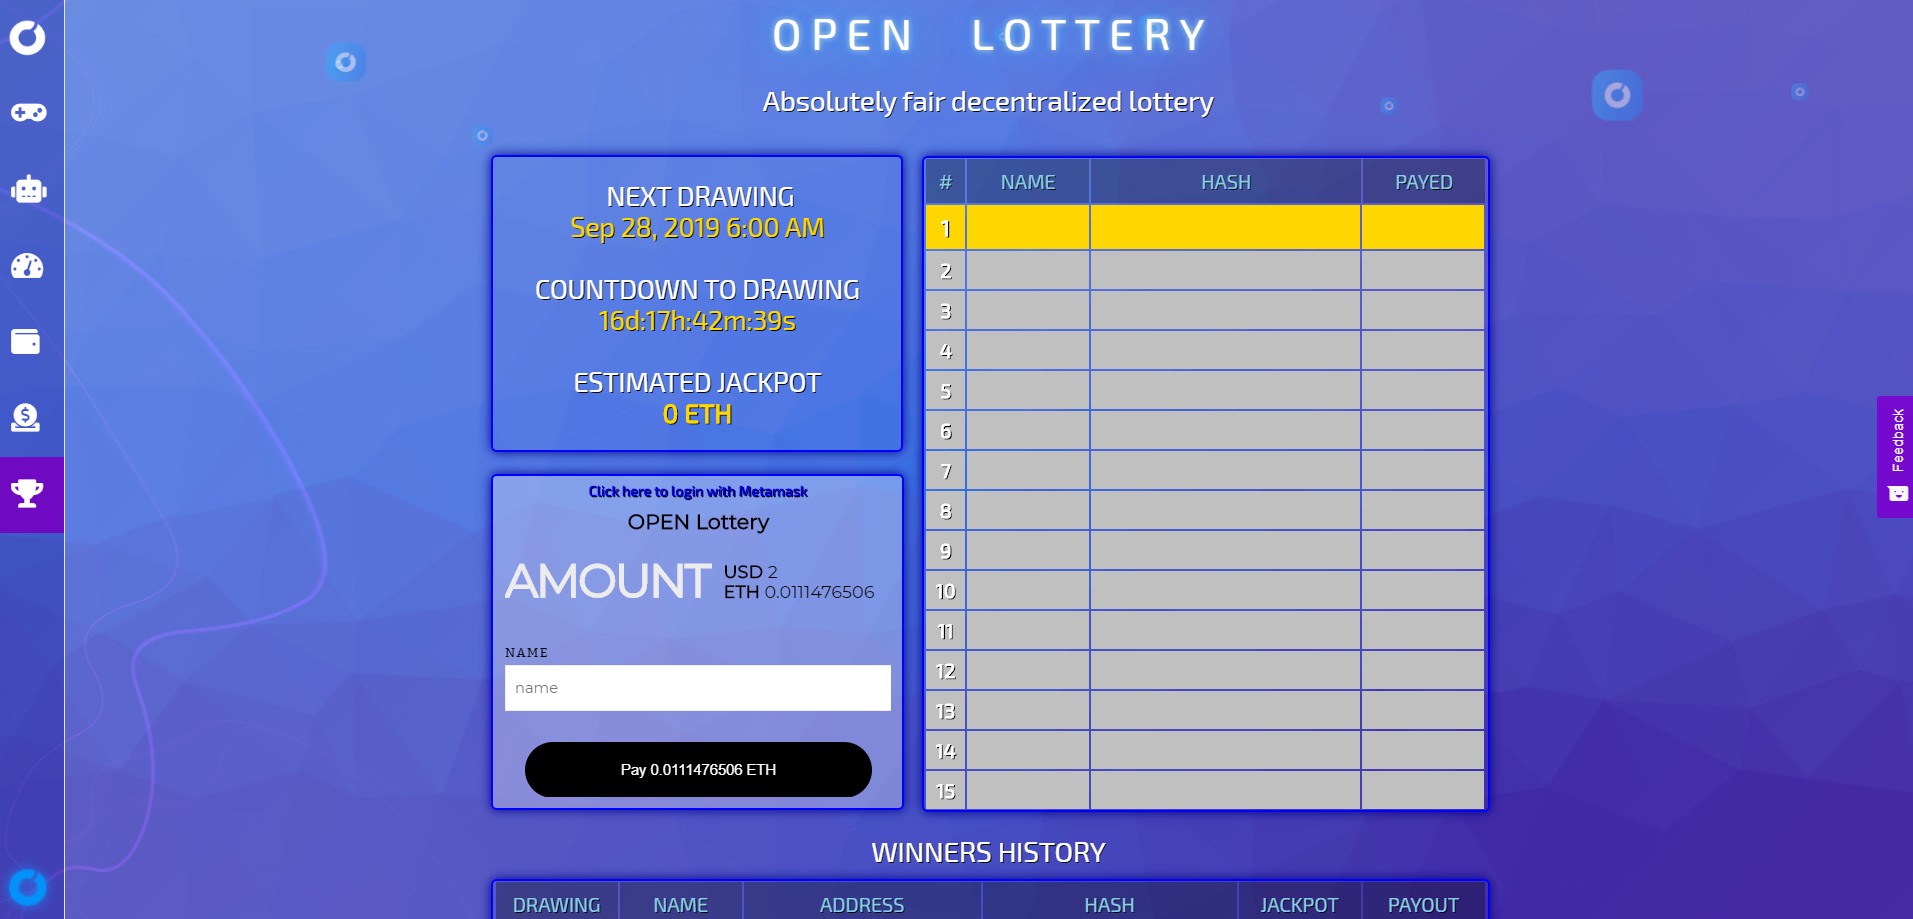 OPEN LOTTERY
Absolutely fair decentralized lottery
NEXT DRAWING
Sep 28, 2019 6:00 AM
COUNTDOWN TO DRAWING
16d:17h:42m:39s
ESTIMATED JACKPOT
0 ETH
Click here to login with Metamask
OPEN Lottery
AMOUNT
USD 2
ETH 0.0111476506
NAME
name
Pay 0.0111476506 ETH
# NAME HASH PAYED
1
2
3
4
5
6
7
8
9
10
11
12
13
14
15
Feedback
WINNERS HISTORY
DRAWING NAME ADDRESS HASH JACKPOT PAYOUT